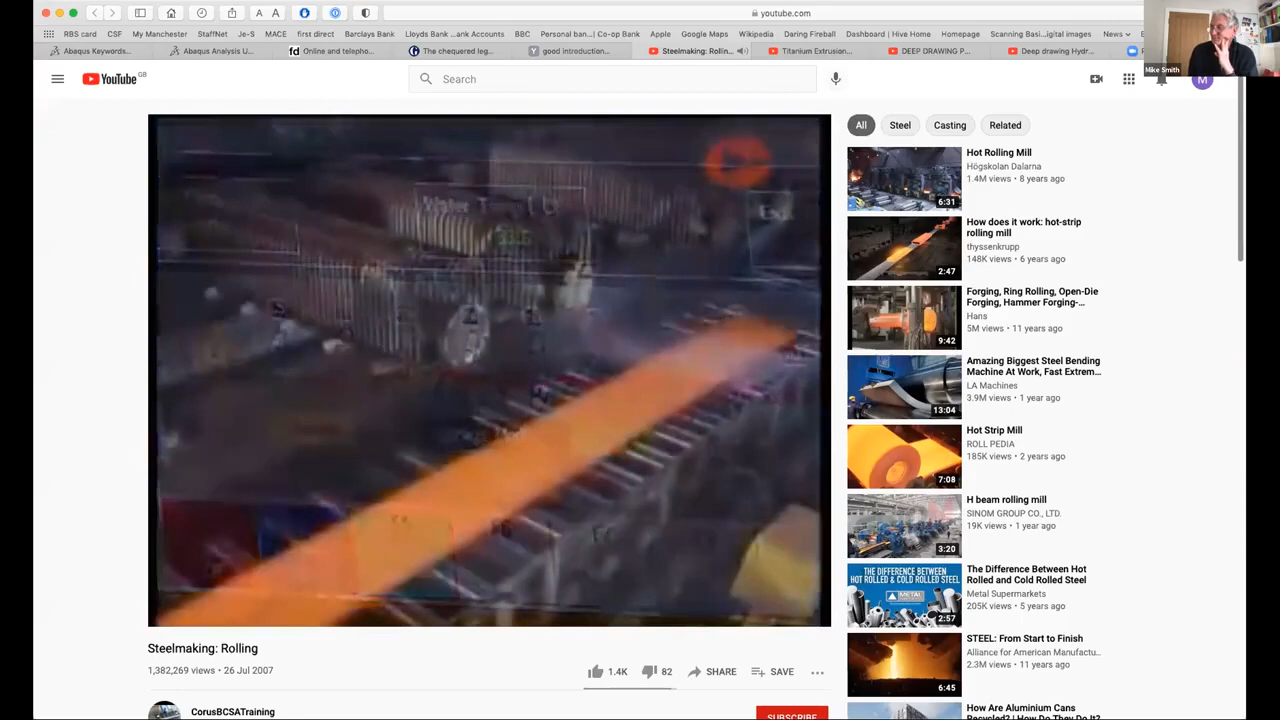 A A
youtube.com
RBS card CSF My Manchester StaffNet Je-S MACE first direct Barclays Bank Lloyds Bank ...ank Accounts BBC Personal ban...) | Co-op Bank Apple Google Maps Wikipedia Daring Fireball Dashboard | Hive Home Homepage Scanning Basi...igital images News
Abaqus Keywords... Abaqus Analysis U... fd Online and telepho... The chequered leg... Y good introduction... Steelmaking: Rollin... Titanium Extrusion... DEEP DRAWING P... Deep drawing Hydr...
Mike Smith
YouTube GB
Search
M
All
Steel
Casting
Related
Hot Rolling Mill
Högskolan Dalarna
1.4M views • 8 years ago
6:31
How does it work: hot-strip
rolling mill
thyssenkrupp
148K views • 6 years ago
2:47
Forging, Ring Rolling, Open-Die
Forging, Hammer Forging-...
Hans
5M views • 11 years ago
9:42
Amazing Biggest Steel Bending
Machine At Work, Fast Extrem...
LA Machines
3.9M views • 1 year ago
13:04
Hot Strip Mill
ROLL PEDIA
185K views • 2 years ago
7:08
H beam rolling mill
SINOM GROUP CO., LTD.
19K views • 1 year ago
3:20
THE DIFFERENCE BETWEEN
HOT ROLLED & COLD ROLLED STEEL
METAL
The Difference Between Hot
Rolled and Cold Rolled Steel
Metal Supermarkets
205K views • 5 years ago
2:57
STEEL: From Start to Finish
Alliance for American Manufactu...
2.3M views • 11 years ago
6:45
How Are Aluminium Cans
Recycled? | How Do They Do It?
Steelmaking: Rolling
1,382,269 views • 26 Jul 2007
1.4K
82
SHARE
SAVE
CorusBCSATraining
SUBSCRIBE